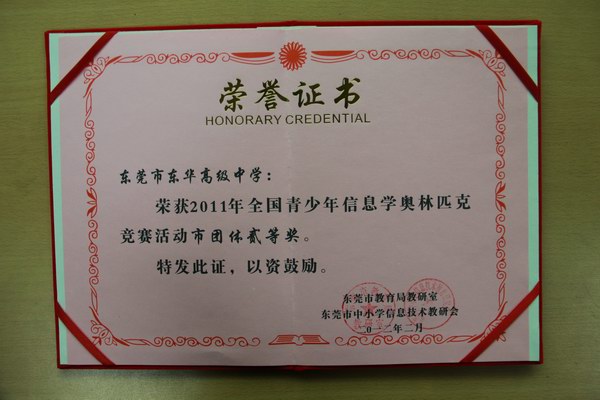 荣誉证书
HONORARY CREDENTIAL
东莞市东华高级中学：
荣获2011年全国青少年信息学奥林匹克
竞赛活动市团体贰等奖。
特发此证，以资鼓励。
东莞市教育局教研室
东莞市中小学信息技术教研会
二〇一二年二月